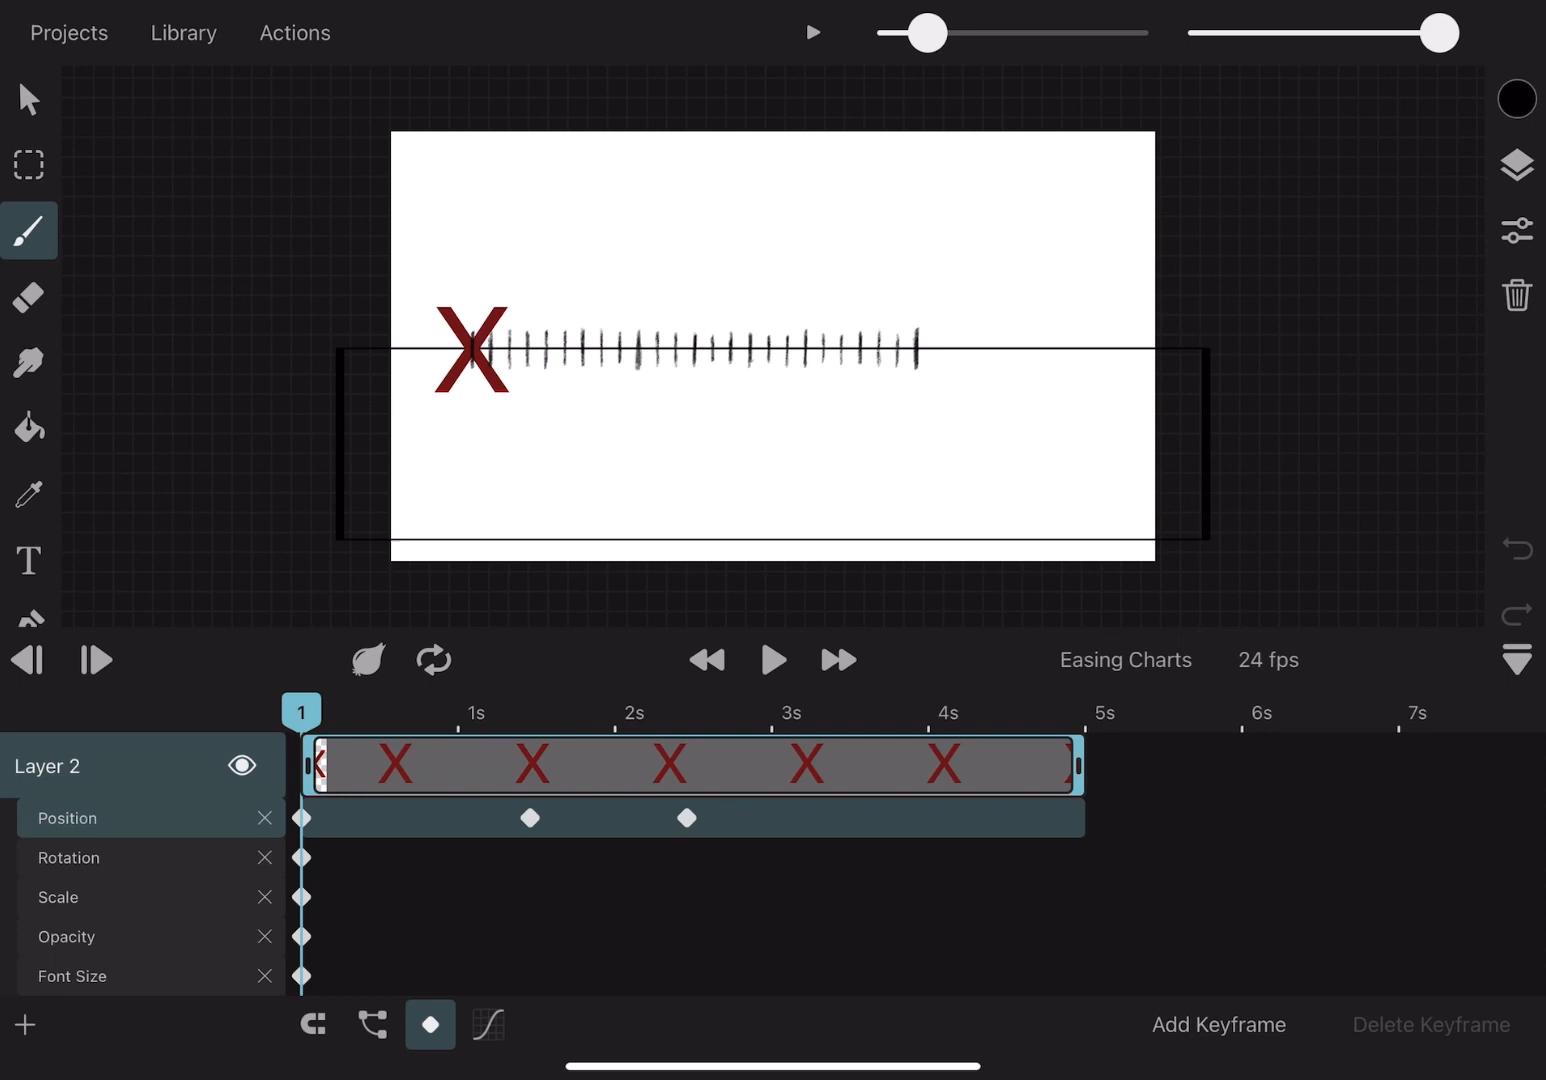 Projects Library Actions
X
Easing Charts 24 fps
1 1s 2s 3s 4s 5s 6s 7s
Layer 2 X X X X X
Position
Rotation
Scale
Opacity
Font Size
Add Keyframe Delete Keyframe